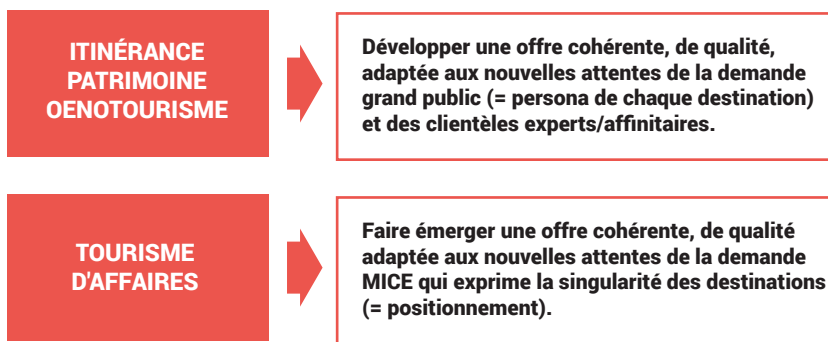 ITINÉRANCE
PATRIMOINE
OENOTOURISME
Développer une offre cohérente, de qualité,
adaptée aux nouvelles attentes de la demande
grand public (= persona de chaque destination)
et des clientèles experts/affinitaires.
TOURISME
D'AFFAIRES
Faire émerger une offre cohérente, de qualité
adaptée aux nouvelles attentes de la demande
MICE qui exprime la singularité des destinations
(= positionnement).